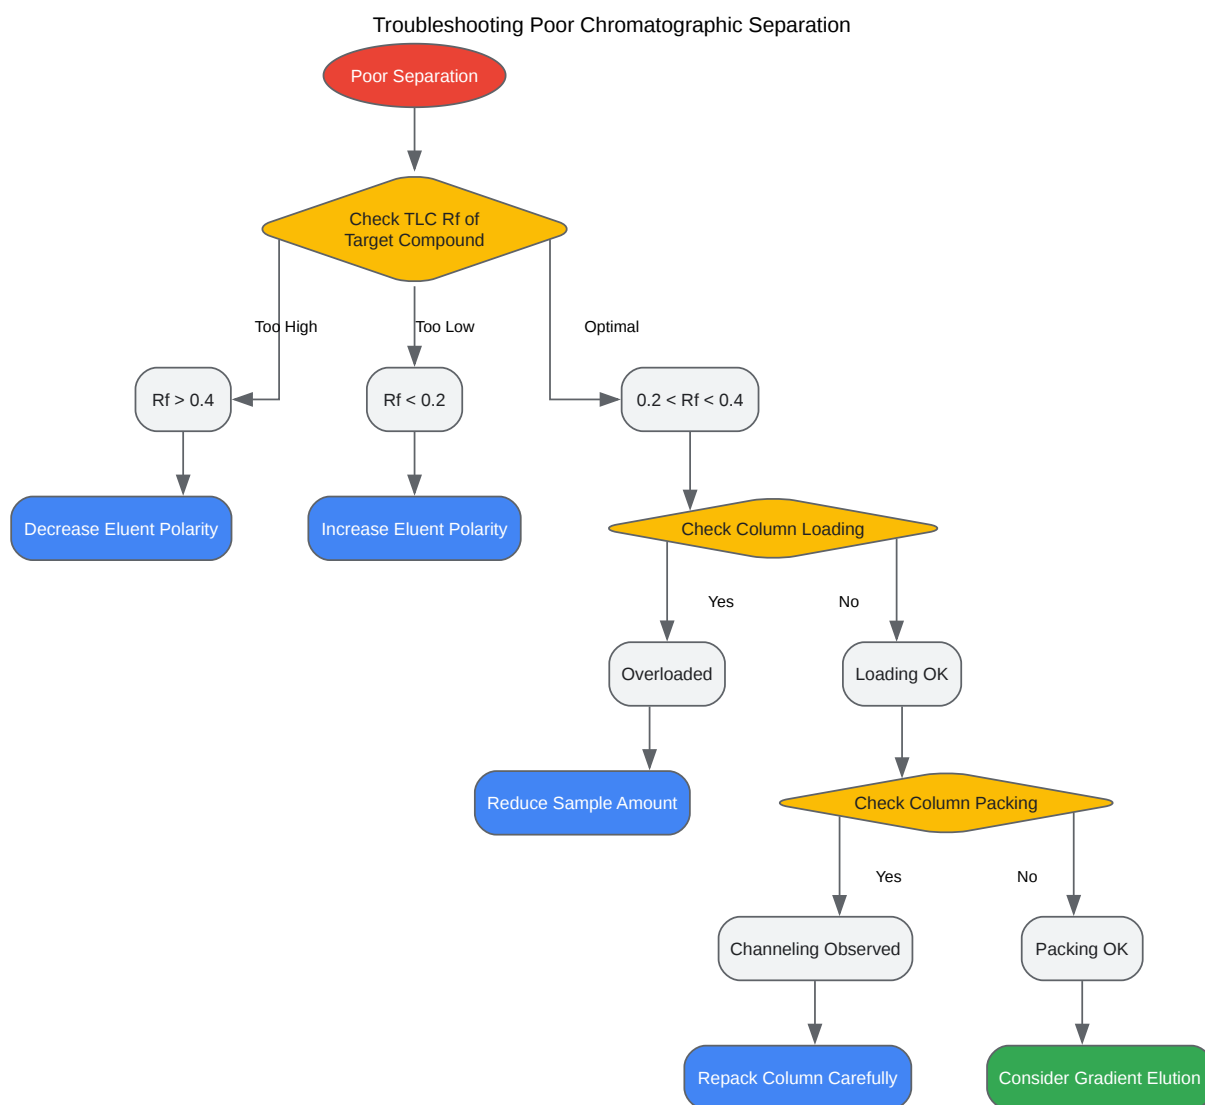 Troubleshooting Poor Chromatographic Separation
Poor Separation
Check TLC Rf of
Target Compound
Too High
Too Low
Optimal
Rf > 0.4
Rf < 0.2
0.2 < Rf < 0.4
Decrease Eluent Polarity
Increase Eluent Polarity
Check Column Loading
Yes
No
Overloaded
Loading OK
Reduce Sample Amount
Check Column Packing
Yes
No
Channeling Observed
Packing OK
Repack Column Carefully
Consider Gradient Elution